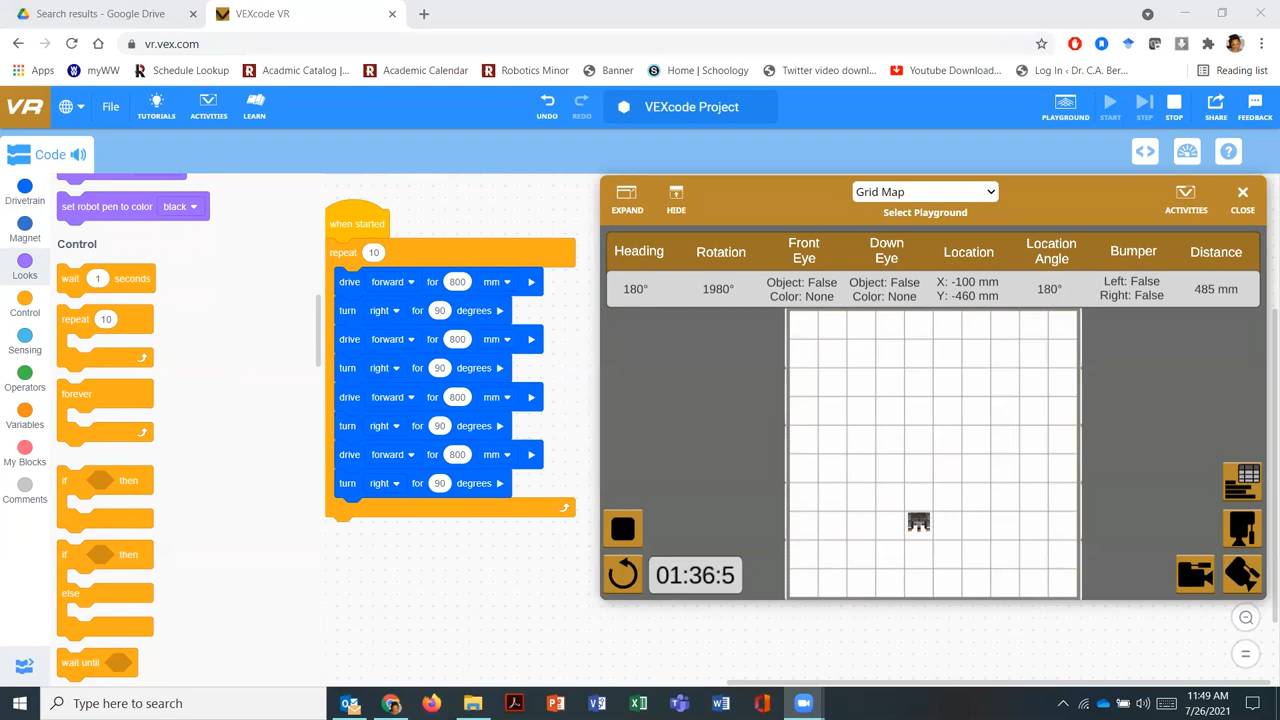 Search results - Google Drive
VEXcode VR
vr.vex.com
Apps
myWW
Schedule Lookup
Acadmic Catalog |...
Academic Calendar
Robotics Minor
Banner
Home | Schoology
Twitter video downl...
Youtube Download...
Log In ‹ Dr. C.A. Ber...
Reading list
VR
File
TUTORIALS
ACTIVITIES
LEARN
UNDO
REDO
VEXcode Project
PLAYGROUND
START
STEP
STOP
SHARE
FEEDBACK
Code
Drivetrain
Magnet
Looks
Control
Sensing
Operators
Variables
My Blocks
Comments
set robot pen to color black
Control
wait 1 seconds
repeat 10
forever
if then
if then
else
wait until
when started
repeat 10
drive forward for 800 mm
turn right for 90 degrees
drive forward for 800 mm
turn right for 90 degrees
drive forward for 800 mm
turn right for 90 degrees
drive forward for 800 mm
turn right for 90 degrees
EXPAND
HIDE
Grid Map
Select Playground
ACTIVITIES
CLOSE
Heading Rotation Front Eye Down Eye Location Location Angle Bumper Distance
180° 1980° Object: False Color: None Object: False Color: None X: -100 mm Y: -460 mm 180° Left: False Right: False 485 mm
01:36:5
Type here to search
11:49 AM
7/26/2021